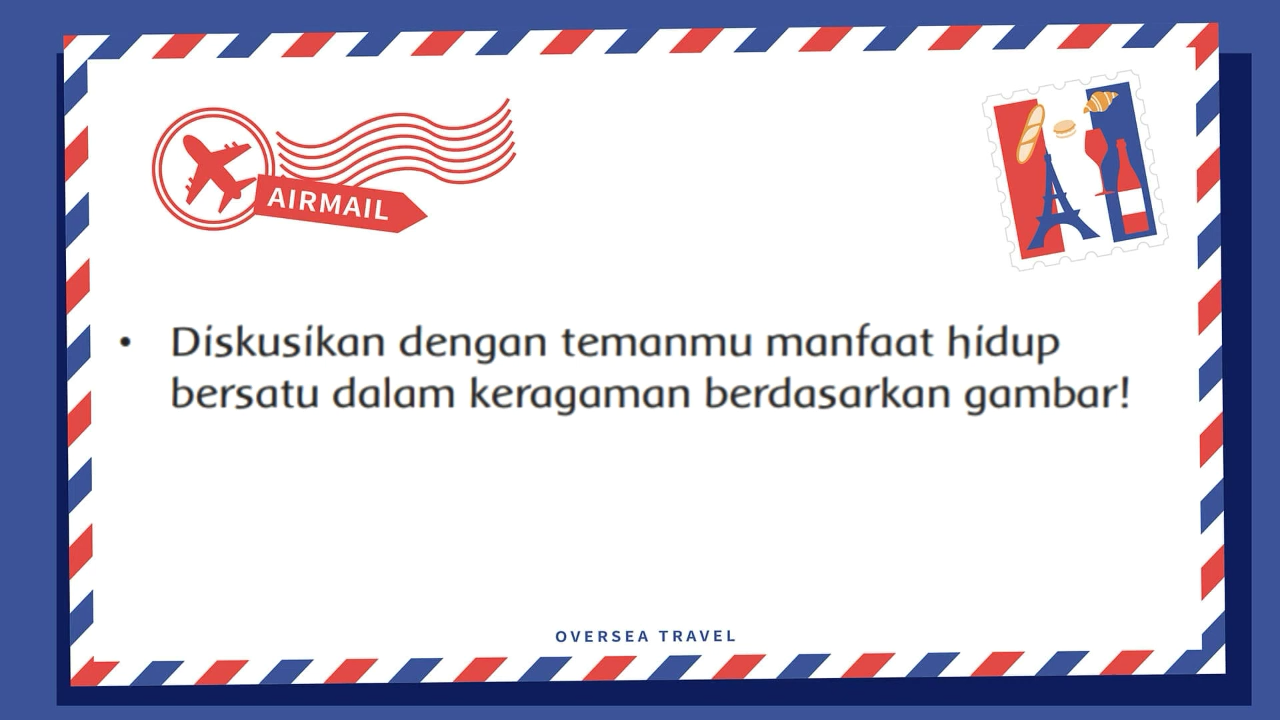 AIRMAIL
• Diskusikan dengan temanmu manfaat hidup
bersatu dalam keragaman berdasarkan gambar!
OVERSEA TRAVEL